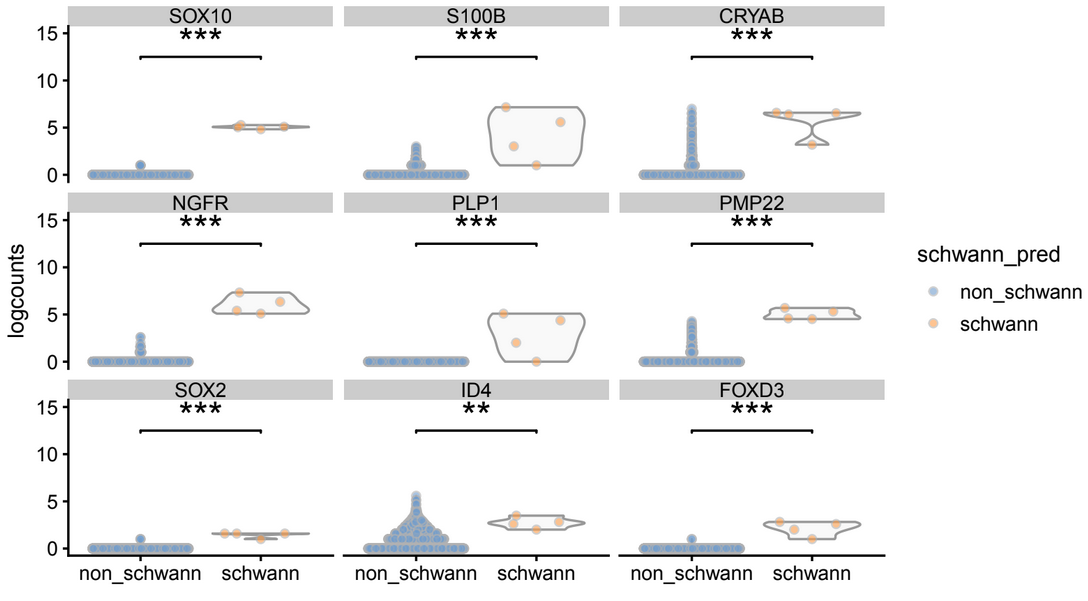 SOX10 S100B CRYAB
*** *** ***
15
10
5
0
NGFR PLP1 PMP22
*** *** ***
15
10
5
0
SOX2 ID4 FOXD3
*** ** ***
15
10
5
0
logcounts
non_schwann schwann non_schwann schwann non_schwann schwann
schwann_pred
non_schwann
schwann